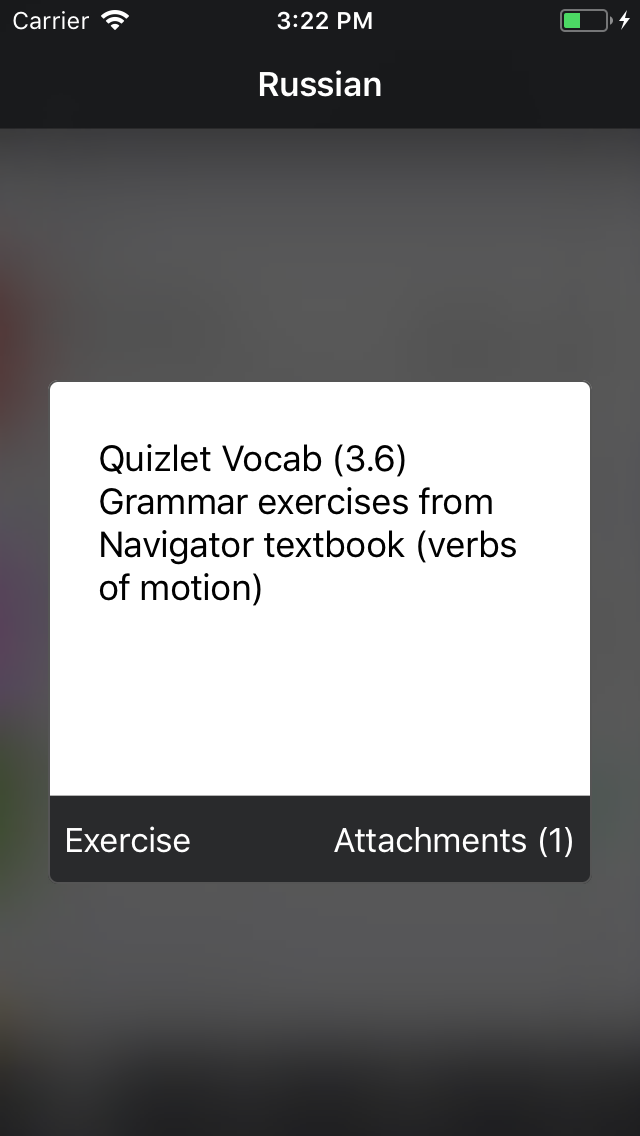 Carrier 3:22 PM
Russian
Quizlet Vocab (3.6)
Grammar exercises from
Navigator textbook (verbs
of motion)
Exercise Attachments (1)